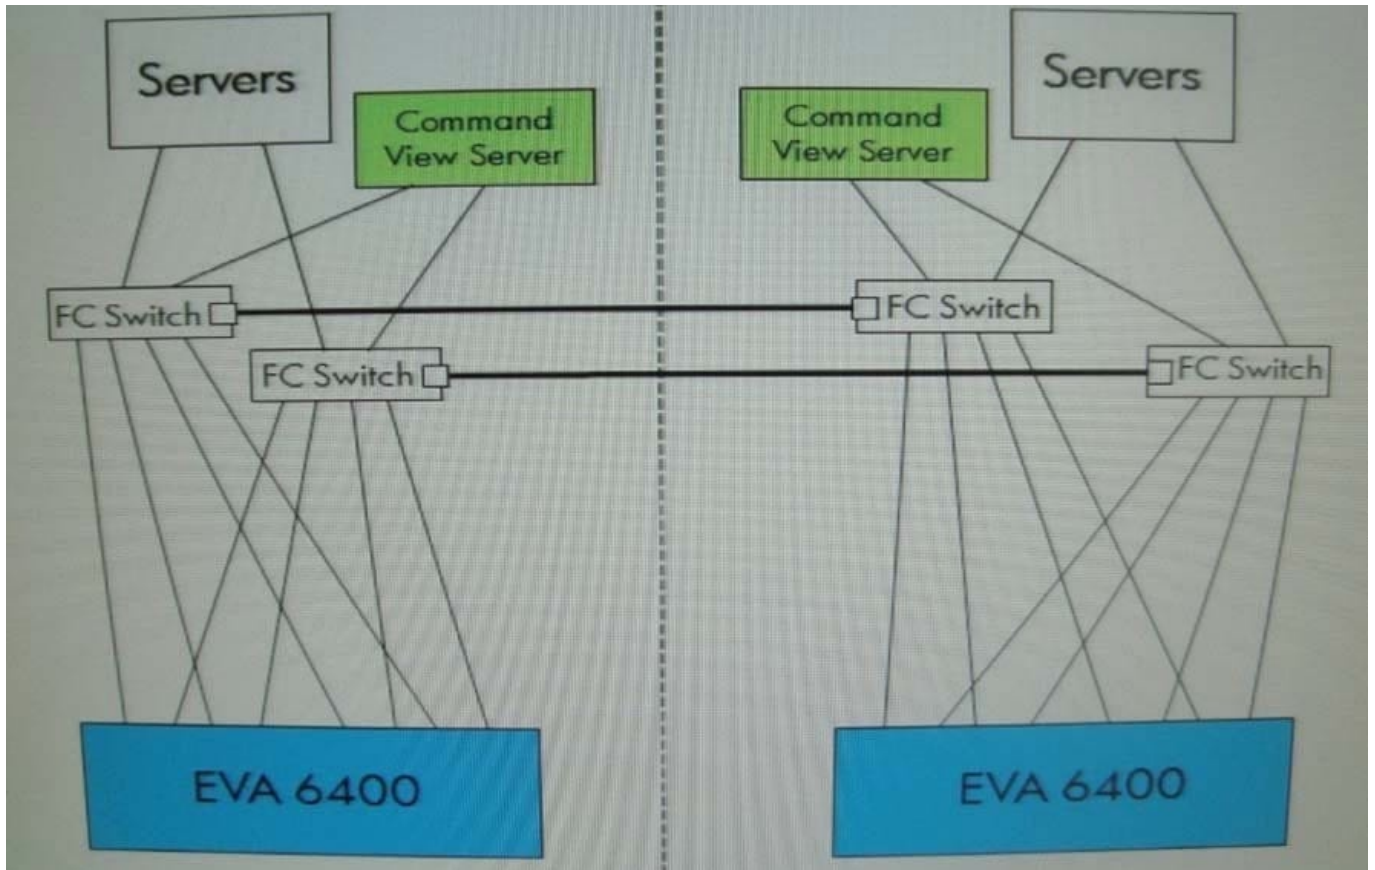 Servers
Command
View Server
Command
View Server
Servers
FC Switch
FC Switch
FC Switch
FC Switch
EVA 6400
EVA 6400